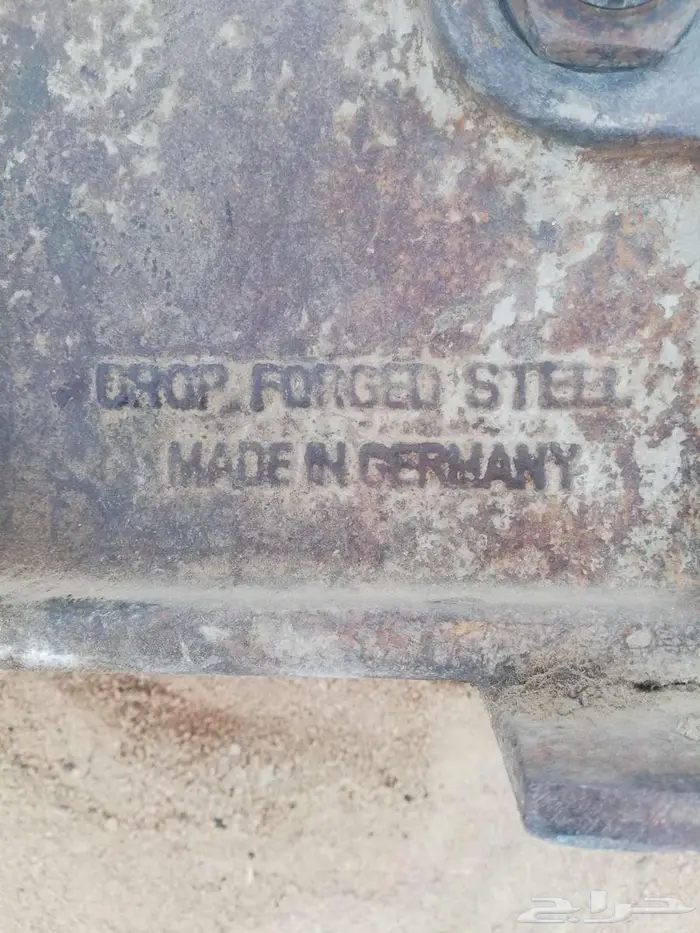 DROP FORGED STEEL
MADE IN GERMANY
حراج